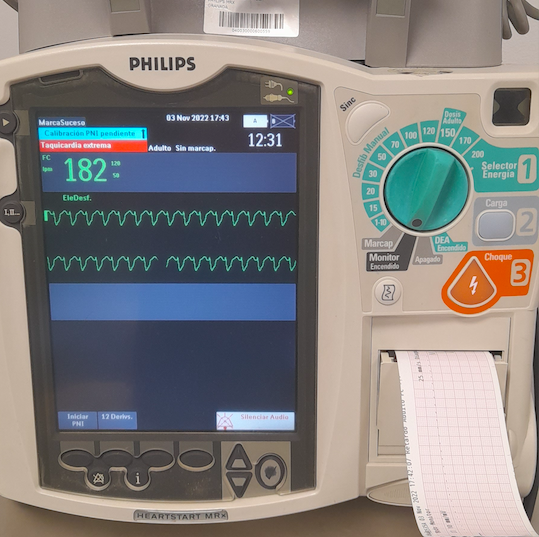 PHILIPS
MarcaSuceso
03 Nov 2022 17:43
A
Calibración PNI pendiente
Taquicardia extrema
Adulto Sin marcap.
12:31
FC
lpm
182
120
50
EleDesf.
Iniciar
PNI
12 Derivs.
Silenciar Audio
I,II...
i
HEARTSTART MRx
Sinc
Desfib Manual
1-10
15
20
30
50
70
100
120
Dosis
Adulto
150
170
200
Selector
Energía
1
Carga
2
Choque
3
Marcap
Monitor
Encendido
Apagado
DEA
Encendido
25 mm/s